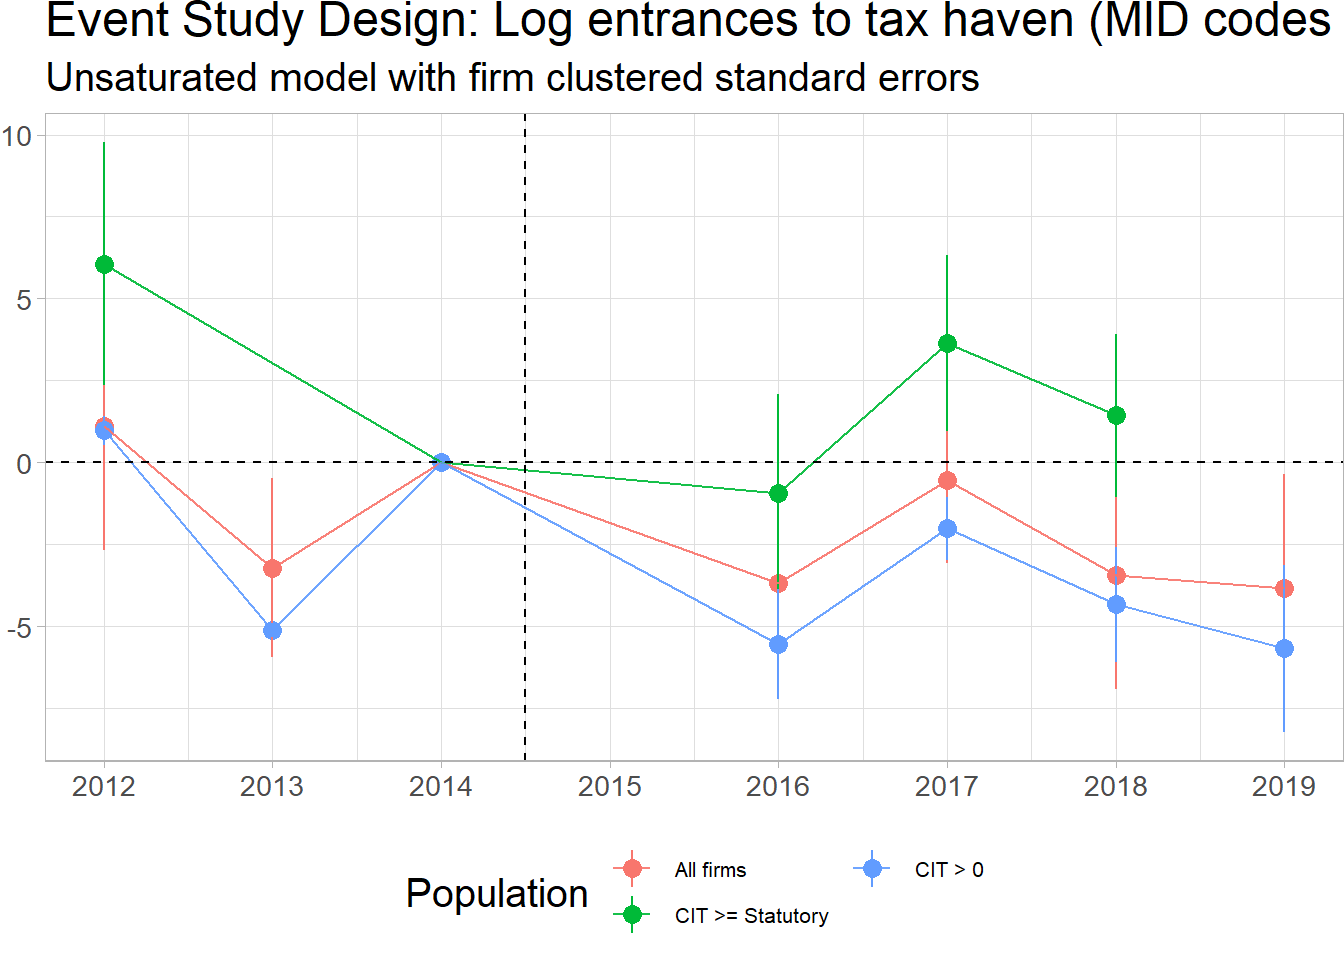 Event Study Design: Log entrances to tax haven (MID codes
Unsaturated model with firm clustered standard errors
10
5
0
-5
2012 2013 2014 2015 2016 2017 2018 2019
Population
All firms
CIT > 0
CIT >= Statutory